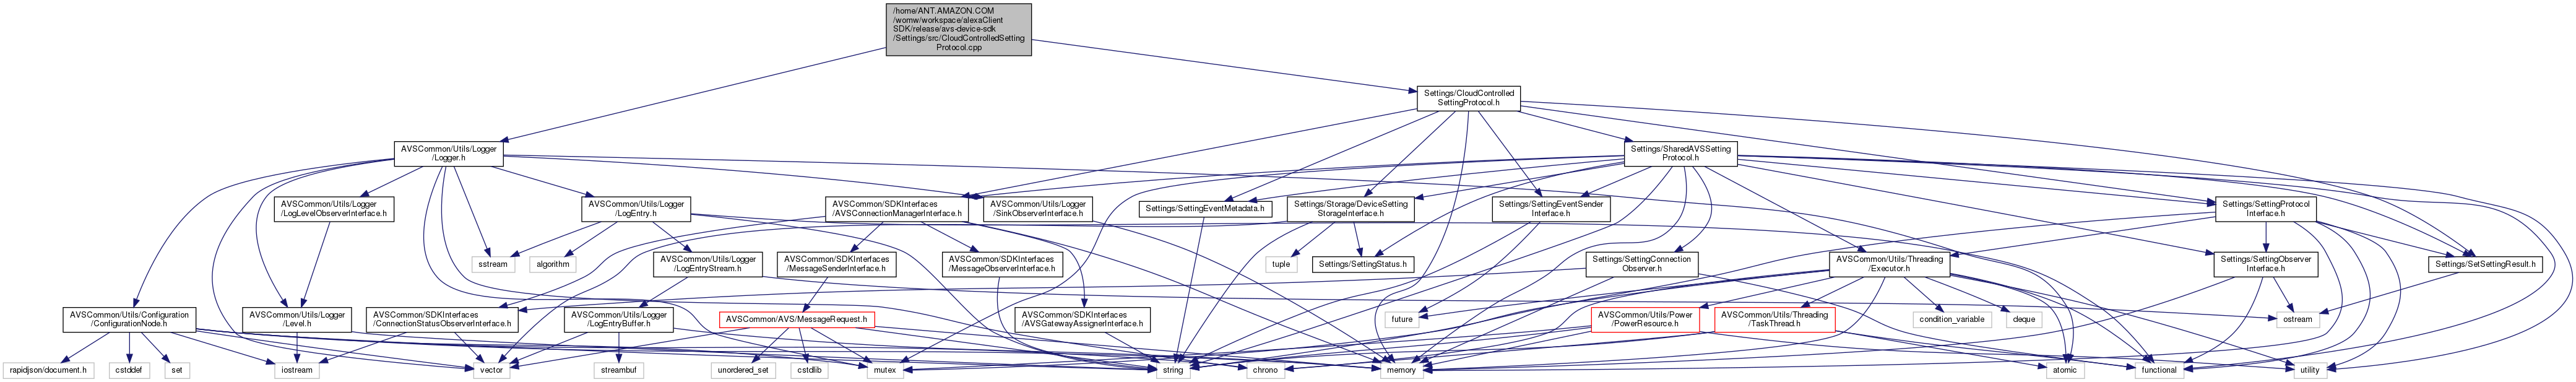 /home/ANT.AMAZON.COM
/womw/workspace/alexaClient
SDK/release/avs-device-sdk
/Settings/src/CloudControlledSetting
Protocol.cpp
Settings/CloudControlled
SettingProtocol.h
AVSCommon/Utils/Logger
/Logger.h
Settings/SharedAVSSetting
Protocol.h
AVSCommon/Utils/Logger
/LogLevelObserverInterface.h
AVSCommon/Utils/Logger
/LogEntry.h
AVSCommon/SDKInterfaces
/AVSConnectionManagerInterface.h
AVSCommon/Utils/Logger
/SinkObserverInterface.h
Settings/SettingEventMetadata.h
Settings/Storage/DeviceSetting
StorageInterface.h
Settings/SettingEventSender
Interface.h
Settings/SettingProtocol
Interface.h
sstream
algorithm
AVSCommon/Utils/Logger
/LogEntryStream.h
AVSCommon/SDKInterfaces
/MessageSenderInterface.h
AVSCommon/SDKInterfaces
/MessageObserverInterface.h
tuple
Settings/SettingStatus.h
Settings/SettingConnection
Observer.h
AVSCommon/Utils/Threading
/Executor.h
Settings/SettingObserver
Interface.h
Settings/SetSettingResult.h
AVSCommon/Utils/Configuration
/ConfigurationNode.h
AVSCommon/Utils/Logger
/Level.h
AVSCommon/SDKInterfaces
/ConnectionStatusObserverInterface.h
AVSCommon/Utils/Logger
/LogEntryBuffer.h
AVSCommon/AVS/MessageRequest.h
AVSCommon/SDKInterfaces
/AVSGatewayAssignerInterface.h
future
AVSCommon/Utils/Power
/PowerResource.h
AVSCommon/Utils/Threading
/TaskThread.h
condition_variable
deque
ostream
rapidjson/document.h
cstddef
set
iostream
vector
streambuf
unordered_set
cstdlib
mutex
string
chrono
memory
atomic
functional
utility